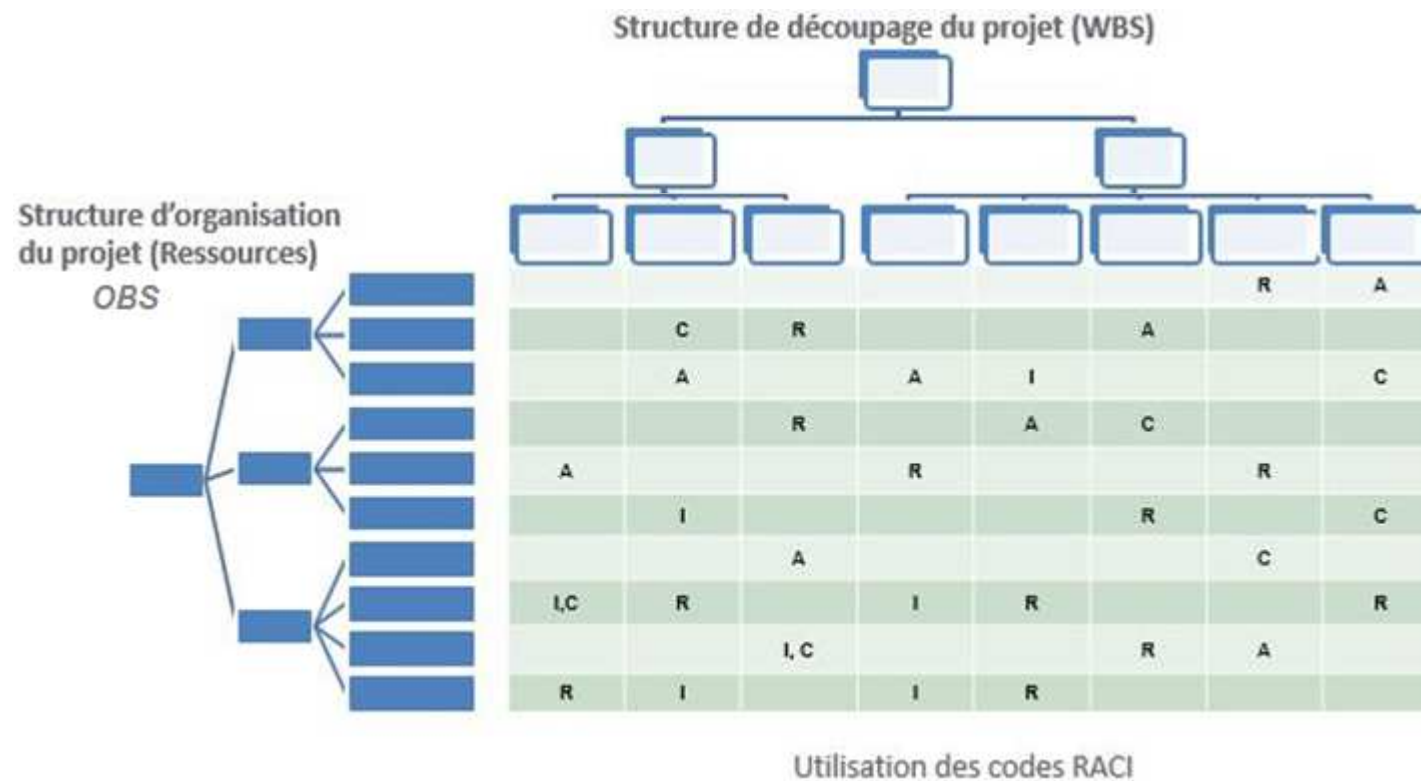 Structure de découpage du projet (WBS)
Structure d'organisation
du projet (Ressources)
OBS
R A
C R A
A A I C
R A C
A R R
I R C
A C
I,C R I R R
I, C R A
R I I R
Utilisation des codes RACI